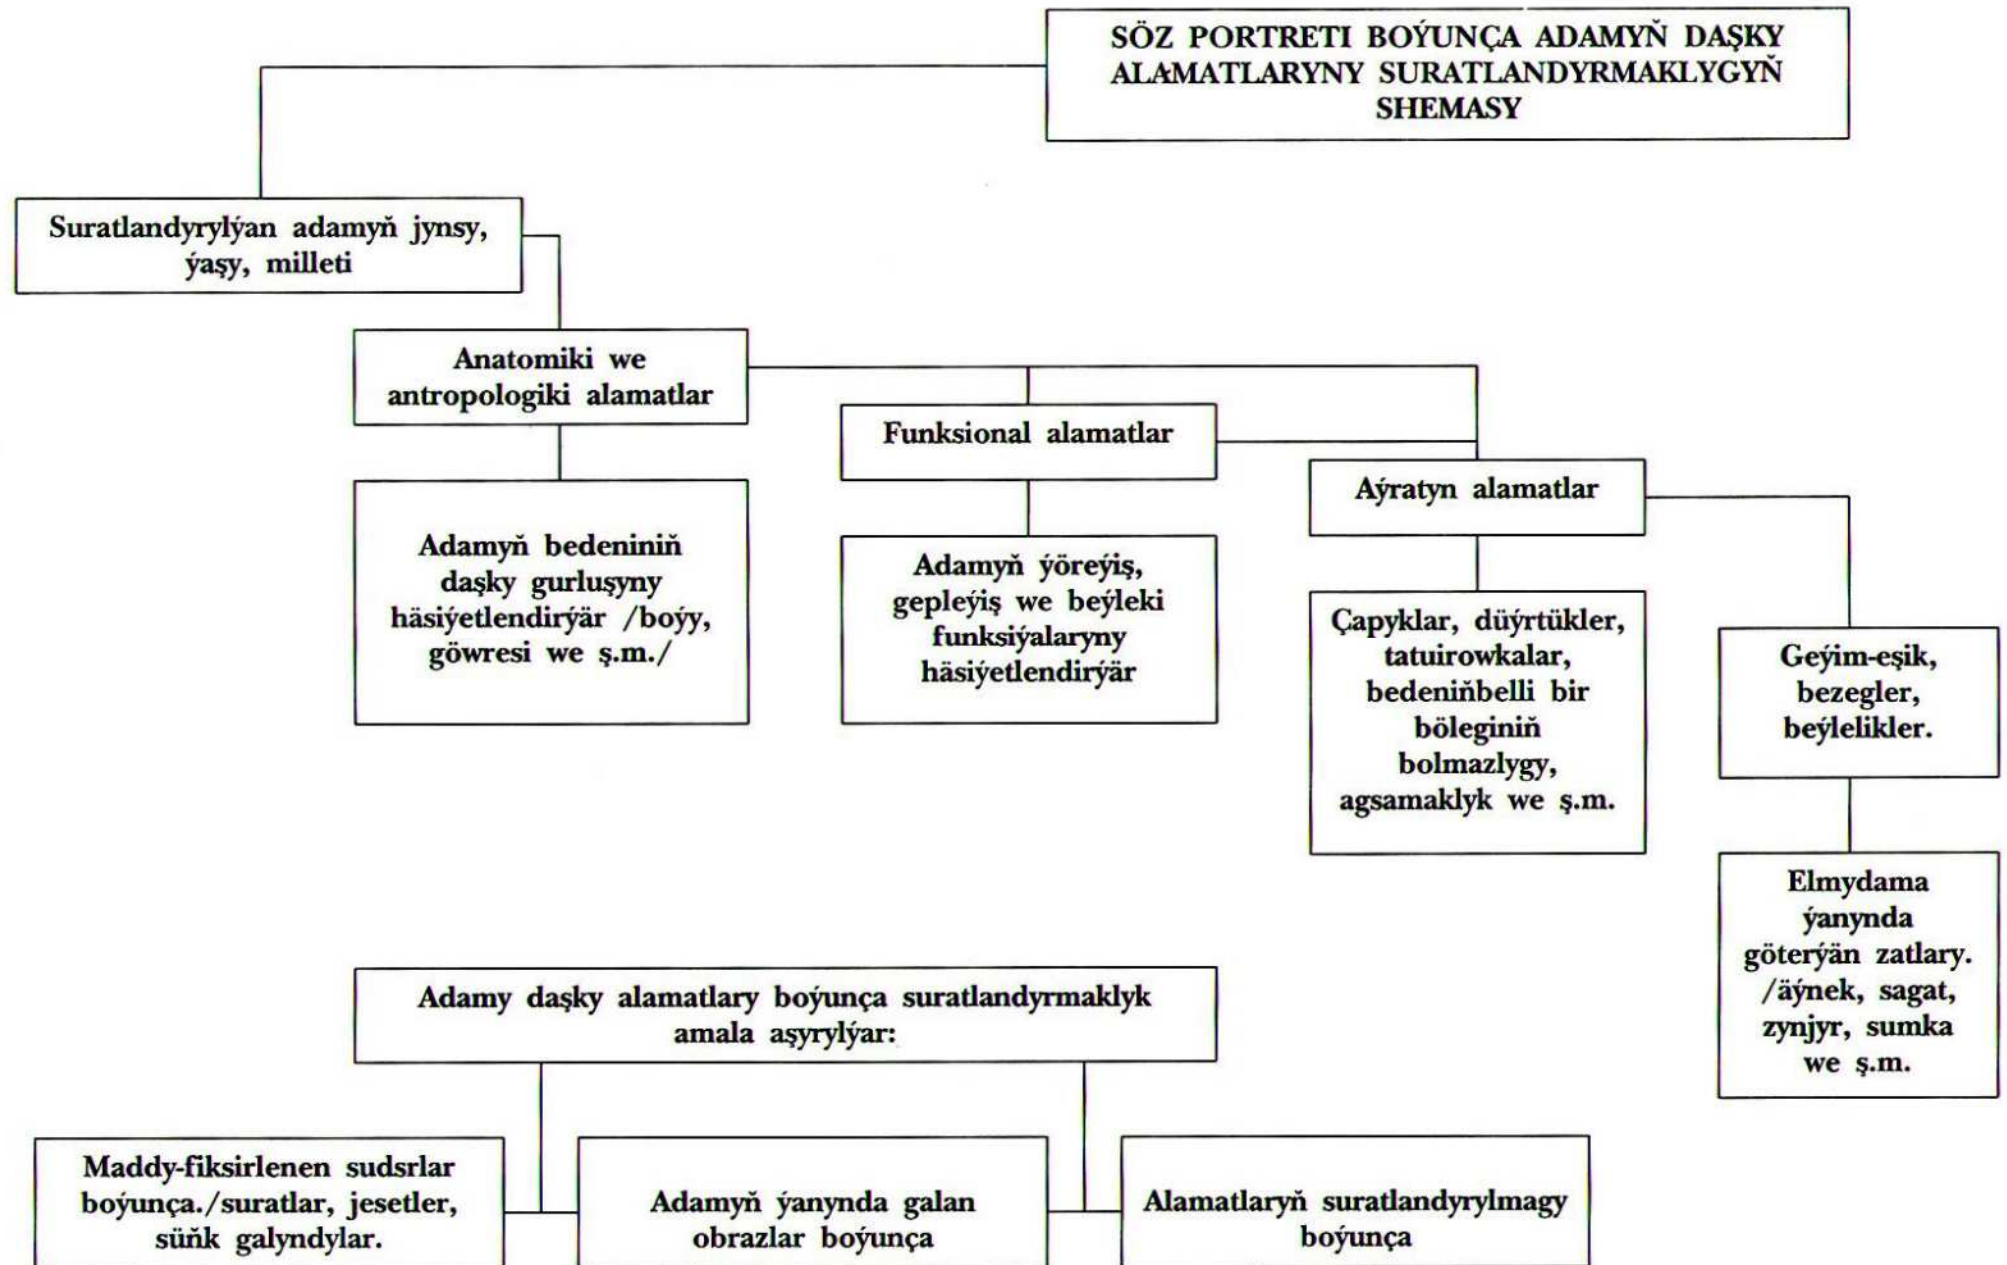 SÖZ PORTRETI BOÝUNÇA ADAMYŇ DAŞKY
ALAMATLARYNY SURATLANDYRMAKLYGYŇ
SHEMASY
Suratlandyrylýan adamyň jynsy,
ýaşy, milleti
Anatomiki we
antropologiki alamatlar
Funksional alamatlar
Aýratyn alamatlar
Adamyň bedeniniň
daşky gurluşyny
häsiýetlendirýär /boýy,
göwresi we ş.m./
Adamyň ýöreýiş,
gepleýiş we beýleki
funksiýalaryny
häsiýetlendirýär
Çapyklar, düýrtükler,
tatuirowkalar,
bedeniňbelli bir
böleginiň
bolmazlygy,
agsamaklyk we ş.m.
Geýim-eşik,
bezegler,
beýlelikler.
Elmydama
ýanynda
göterýän zatlary.
/äýnek, sagat,
zynjyr, sumka
we ş.m.
Adamy daşky alamatlary boýunça suratlandyrmaklyk
amala aşyrylýar:
Maddy-fiksirlenen sudsrlar
boýunça./suratlar, jesetler,
süňk galyndylar.
Adamyň ýanynda galan
obrazlar boýunça
Alamatlaryň suratlandyrylmagy
boýunça